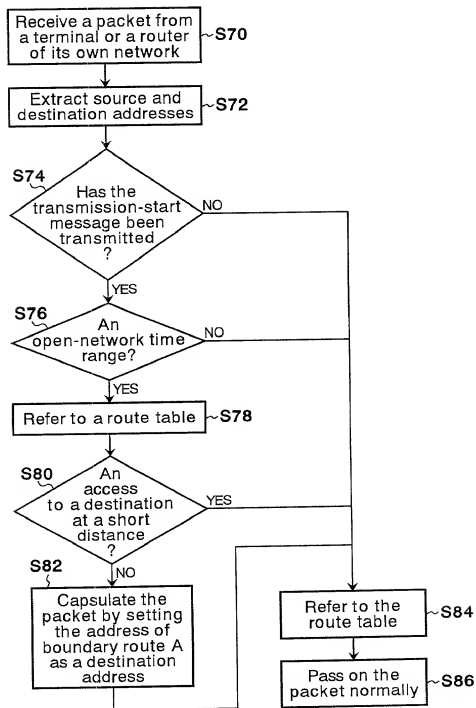 Receive a packet from
a terminal or a router
of its own network
S70
Extract source and
destination addresses
S72
S74
Has the
transmission-start
message been
transmitted
?
NO
YES
S76
An
open-network time
range?
NO
YES
Refer to a route table
S78
S80
An
access
to a destination
at a short
distance
?
YES
NO
S82
Capsulate the
packet by setting
the address of
boundary route A
as a destination
address
Refer to the
route table
S84
Pass on the
packet normally
S86